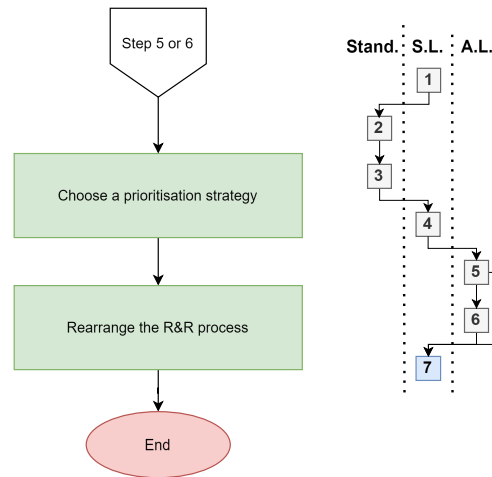 Step 5 or 6
Choose a prioritisation strategy
Rearrange the R&R process
End
Stand. S.L. A.L.
1
2
3
4
5
6
7